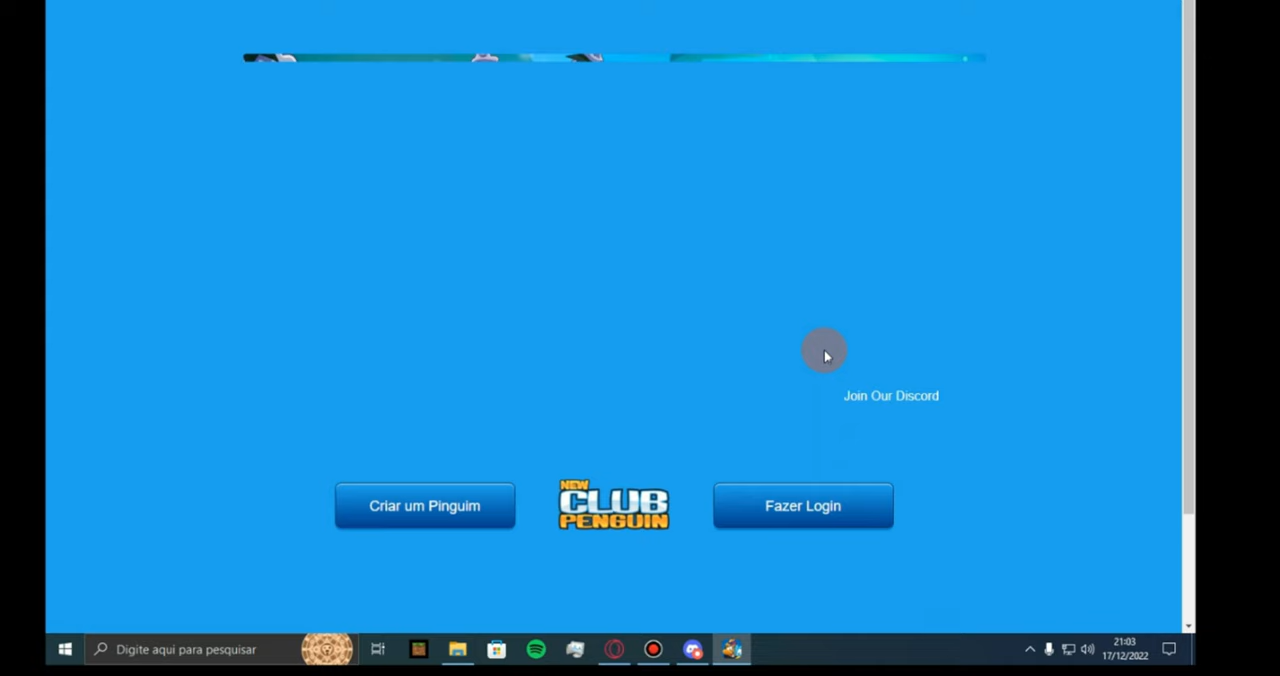 Join Our Discord
Criar um Pinguim
NEW
CLUB
PENGUIN
Fazer Login
Digite aqui para pesquisar
21:03
17/12/2022